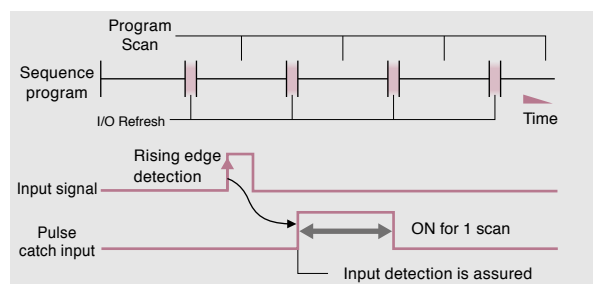 Program
Scan
Sequence
program
I/O Refresh
Time
Rising edge
detection
Input signal
Pulse
catch input
ON for 1 scan
Input detection is assured